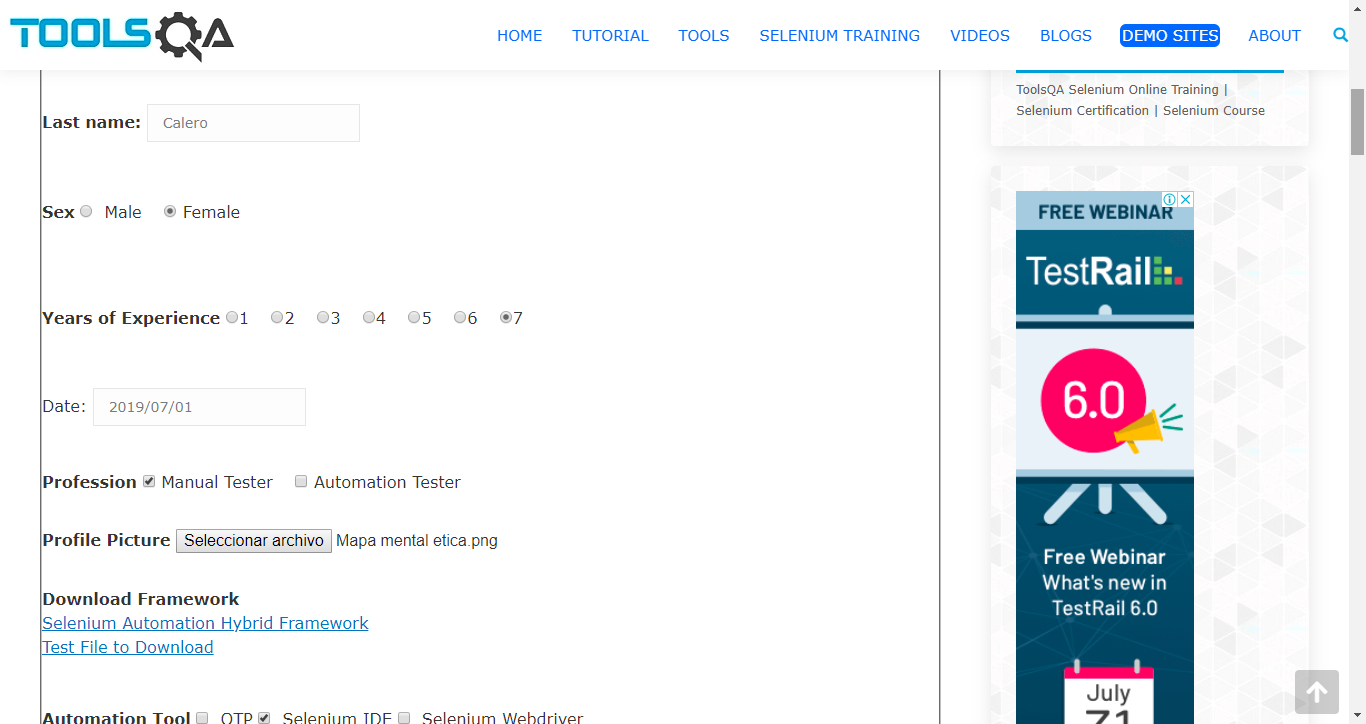 TOOLSQA
HOME TUTORIAL TOOLS SELENIUM TRAINING VIDEOS BLOGS DEMO SITES ABOUT
Last name: Calero
Sex Male Female
Years of Experience 1 2 3 4 5 6 7
Date: 2019/07/01
Profession Manual Tester Automation Tester
Profile Picture Seleccionar archivo Mapa mental etica.png
Download Framework
Selenium Automation Hybrid Framework
Test File to Download
Automation Tool QTP Selenium IDE Selenium Webdriver
ToolsQA Selenium Online Training |
Selenium Certification | Selenium Course
FREE WEBINAR
TestRail
6.0
Free Webinar
What's new in
TestRail 6.0
July
31